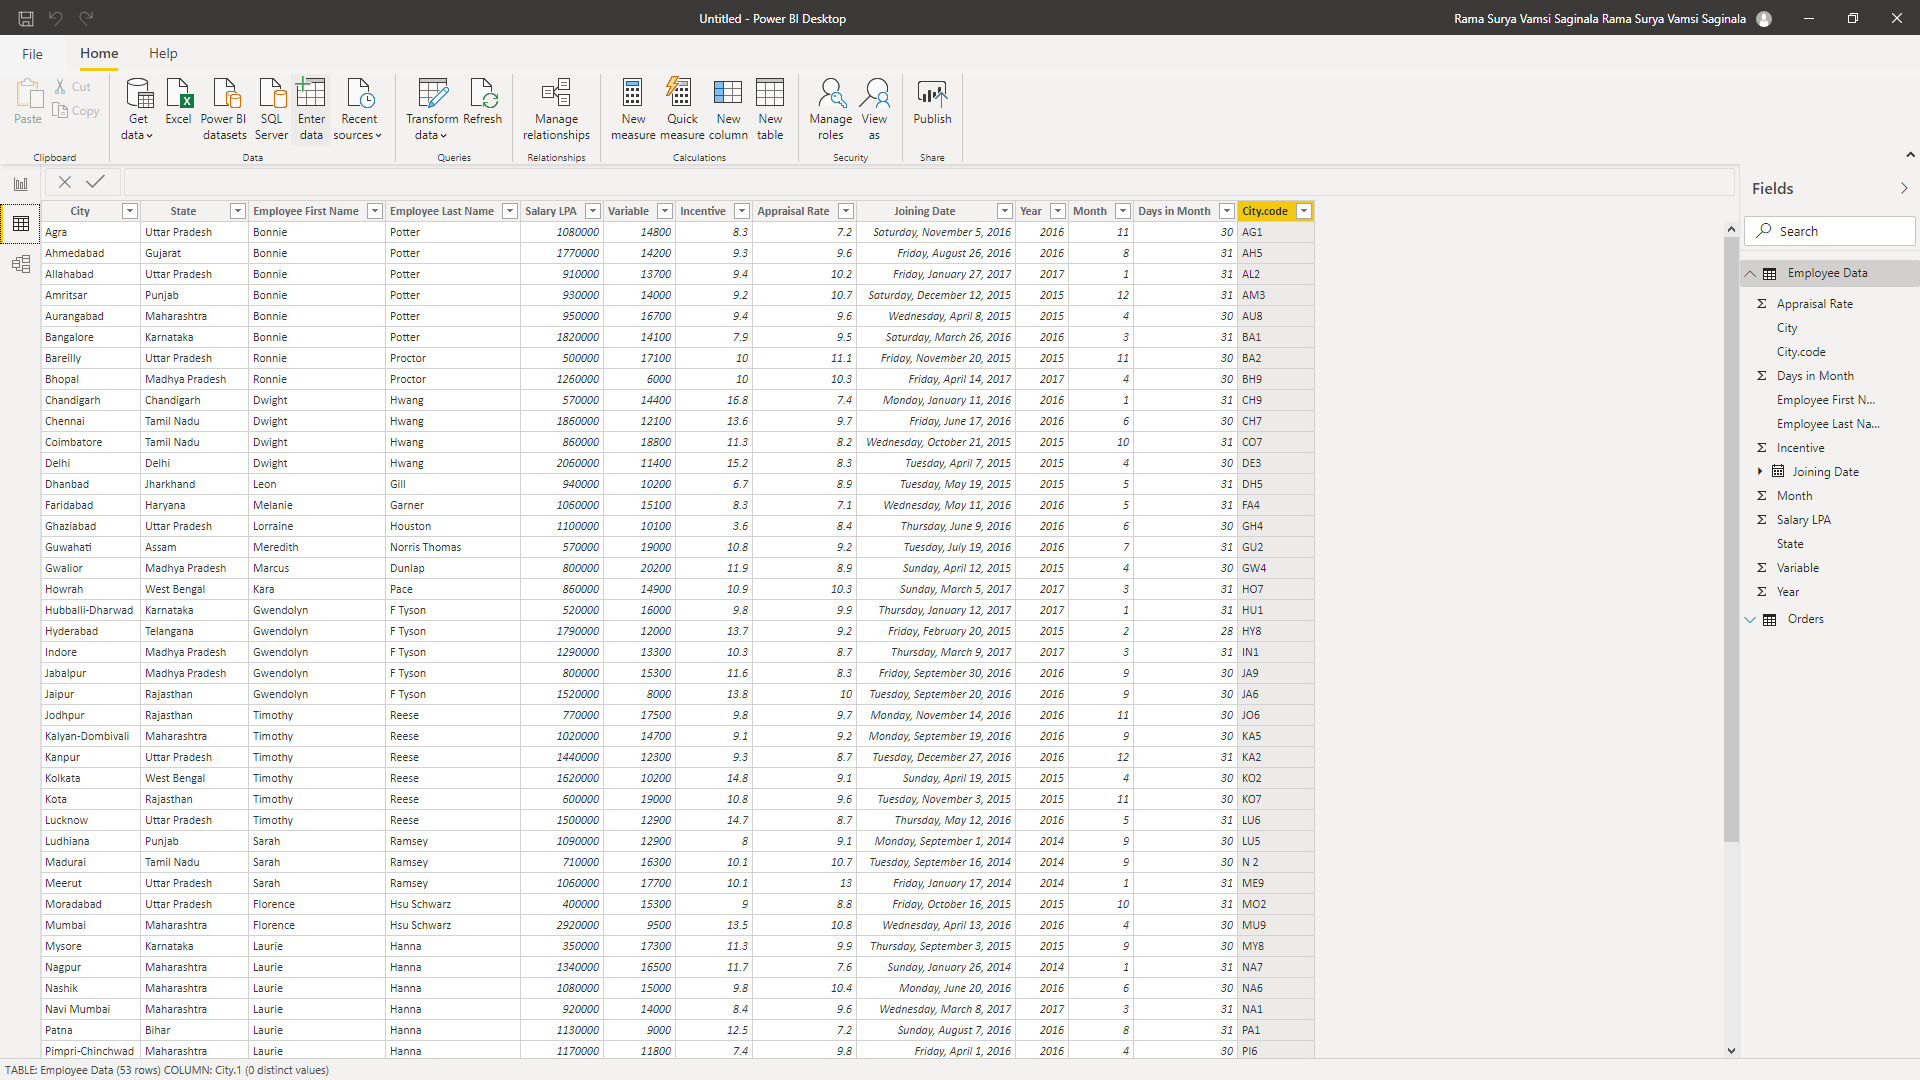 Untitled - Power BI Desktop
Rama Surya Vamsi Saginala Rama Surya Vamsi Saginala
File Home Help
Paste Cut Copy
Get data Excel Power BI datasets SQL Server Enter data Recent sources
Transform data Refresh
Manage relationships
New measure Quick measure New column New table
Manage roles View as
Publish
Clipboard Data Queries Relationships Calculations Security Share
City State Employee First Name Employee Last Name Salary LPA Variable Incentive Appraisal Rate Joining Date Year Month Days in Month City.code
Agra Uttar Pradesh Bonnie Potter 1080000 14800 8.3 7.2 Saturday, November 5, 2016 2016 11 30 AG1
Ahmedabad Gujarat Bonnie Potter 1770000 14200 9.3 9.6 Friday, August 26, 2016 2016 8 31 AH5
Allahabad Uttar Pradesh Bonnie Potter 910000 13700 9.4 10.2 Friday, January 27, 2017 2017 1 31 AL2
Amritsar Punjab Bonnie Potter 930000 14000 9.2 10.7 Saturday, December 12, 2015 2015 12 31 AM3
Aurangabad Maharashtra Bonnie Potter 950000 16700 9.4 9.6 Wednesday, April 8, 2015 2015 4 30 AU8
Bangalore Karnataka Bonnie Potter 1820000 14100 7.9 9.5 Saturday, March 26, 2016 2016 3 31 BA1
Bareilly Uttar Pradesh Ronnie Proctor 500000 17100 10 11.1 Friday, November 20, 2015 2015 11 30 BA2
Bhopal Madhya Pradesh Ronnie Proctor 1260000 6000 10 10.3 Friday, April 14, 2017 2017 4 30 BH9
Chandigarh Chandigarh Dwight Hwang 570000 14400 16.8 7.4 Monday, January 11, 2016 2016 1 31 CH9
Chennai Tamil Nadu Dwight Hwang 1860000 12100 13.6 9.7 Friday, June 17, 2016 2016 6 30 CH7
Coimbatore Tamil Nadu Dwight Hwang 860000 18800 11.3 8.2 Wednesday, October 21, 2015 2015 10 31 CO7
Delhi Delhi Dwight Hwang 2060000 11400 15.2 8.3 Tuesday, April 7, 2015 2015 4 30 DE3
Dhanbad Jharkhand Leon Gill 940000 10200 6.7 8.9 Tuesday, May 19, 2015 2015 5 31 DH5
Faridabad Haryana Melanie Garner 1060000 15100 8.3 7.1 Wednesday, May 11, 2016 2016 5 31 FA4
Ghaziabad Uttar Pradesh Lorraine Houston 1100000 10100 3.6 8.4 Thursday, June 9, 2016 2016 6 30 GH4
Guwahati Assam Meredith Norris Thomas 570000 19000 10.8 9.2 Tuesday, July 19, 2016 2016 7 31 GU2
Gwalior Madhya Pradesh Marcus Dunlap 800000 20200 11.9 8.9 Sunday, April 12, 2015 2015 4 30 GW4
Howrah West Bengal Kara Pace 860000 14900 10.9 10.3 Sunday, March 5, 2017 2017 3 31 HO7
Hubballi-Dharwad Karnataka Gwendolyn F Tyson 520000 16000 9.8 9.9 Thursday, January 12, 2017 2017 1 31 HU1
Hyderabad Telangana Gwendolyn F Tyson 1790000 12000 13.7 9.2 Friday, February 20, 2015 2015 2 28 HY8
Indore Madhya Pradesh Gwendolyn F Tyson 1290000 13300 10.3 8.7 Thursday, March 9, 2017 2017 3 31 IN1
Jabalpur Madhya Pradesh Gwendolyn F Tyson 800000 15300 11.6 8.3 Friday, September 30, 2016 2016 9 30 JA9
Jaipur Rajasthan Gwendolyn F Tyson 1520000 8000 13.8 10 Tuesday, September 20, 2016 2016 9 30 JA6
Jodhpur Rajasthan Timothy Reese 770000 17500 9.8 9.7 Monday, November 14, 2016 2016 11 30 JO6
Kalyan-Dombivali Maharashtra Timothy Reese 1020000 14700 9.1 9.2 Monday, September 19, 2016 2016 9 30 KA5
Kanpur Uttar Pradesh Timothy Reese 1440000 12300 9.3 8.7 Tuesday, December 27, 2016 2016 12 31 KA2
Kolkata West Bengal Timothy Reese 1620000 10200 14.8 9.1 Sunday, April 19, 2015 2015 4 30 KO2
Kota Rajasthan Timothy Reese 600000 19000 10.8 9.6 Tuesday, November 3, 2015 2015 11 30 KO7
Lucknow Uttar Pradesh Timothy Reese 1500000 12900 14.7 8.7 Thursday, May 12, 2016 2016 5 31 LU6
Ludhiana Punjab Sarah Ramsey 1090000 12900 8 9.1 Monday, September 1, 2014 2014 9 30 LU5
Madurai Tamil Nadu Sarah Ramsey 710000 16300 10.1 10.7 Tuesday, September 16, 2014 2014 9 30 N 2
Meerut Uttar Pradesh Sarah Ramsey 1060000 17700 10.1 13 Friday, January 17, 2014 2014 1 31 ME9
Moradabad Uttar Pradesh Florence Hsu Schwarz 400000 15300 9 8.8 Friday, October 16, 2015 2015 10 31 MO2
Mumbai Maharashtra Florence Hsu Schwarz 2920000 9500 13.5 10.8 Wednesday, April 13, 2016 2016 4 30 MU9
Mysore Karnataka Laurie Hanna 350000 17300 11.3 9.9 Thursday, September 3, 2015 2015 9 30 MY8
Nagpur Maharashtra Laurie Hanna 1340000 16500 11.7 7.6 Sunday, January 26, 2014 2014 1 31 NA7
Nashik Maharashtra Laurie Hanna 1080000 15000 9.8 10.4 Monday, June 20, 2016 2016 6 30 NA6
Navi Mumbai Maharashtra Laurie Hanna 920000 14000 8.4 9.6 Wednesday, March 8, 2017 2017 3 31 NA1
Patna Bihar Laurie Hanna 1130000 9000 12.5 7.2 Sunday, August 7, 2016 2016 8 31 PA1
Pimpri-Chinchwad Maharashtra Laurie Hanna 1170000 11800 7.4 9.8 Friday, April 1, 2016 2016 4 30 PI6
Fields
Search
Employee Data
Appraisal Rate
City
City.code
Days in Month
Employee First N...
Employee Last Na...
Incentive
Joining Date
Month
Salary LPA
State
Variable
Year
Orders
TABLE: Employee Data (53 rows) COLUMN: City.1 (0 distinct values)